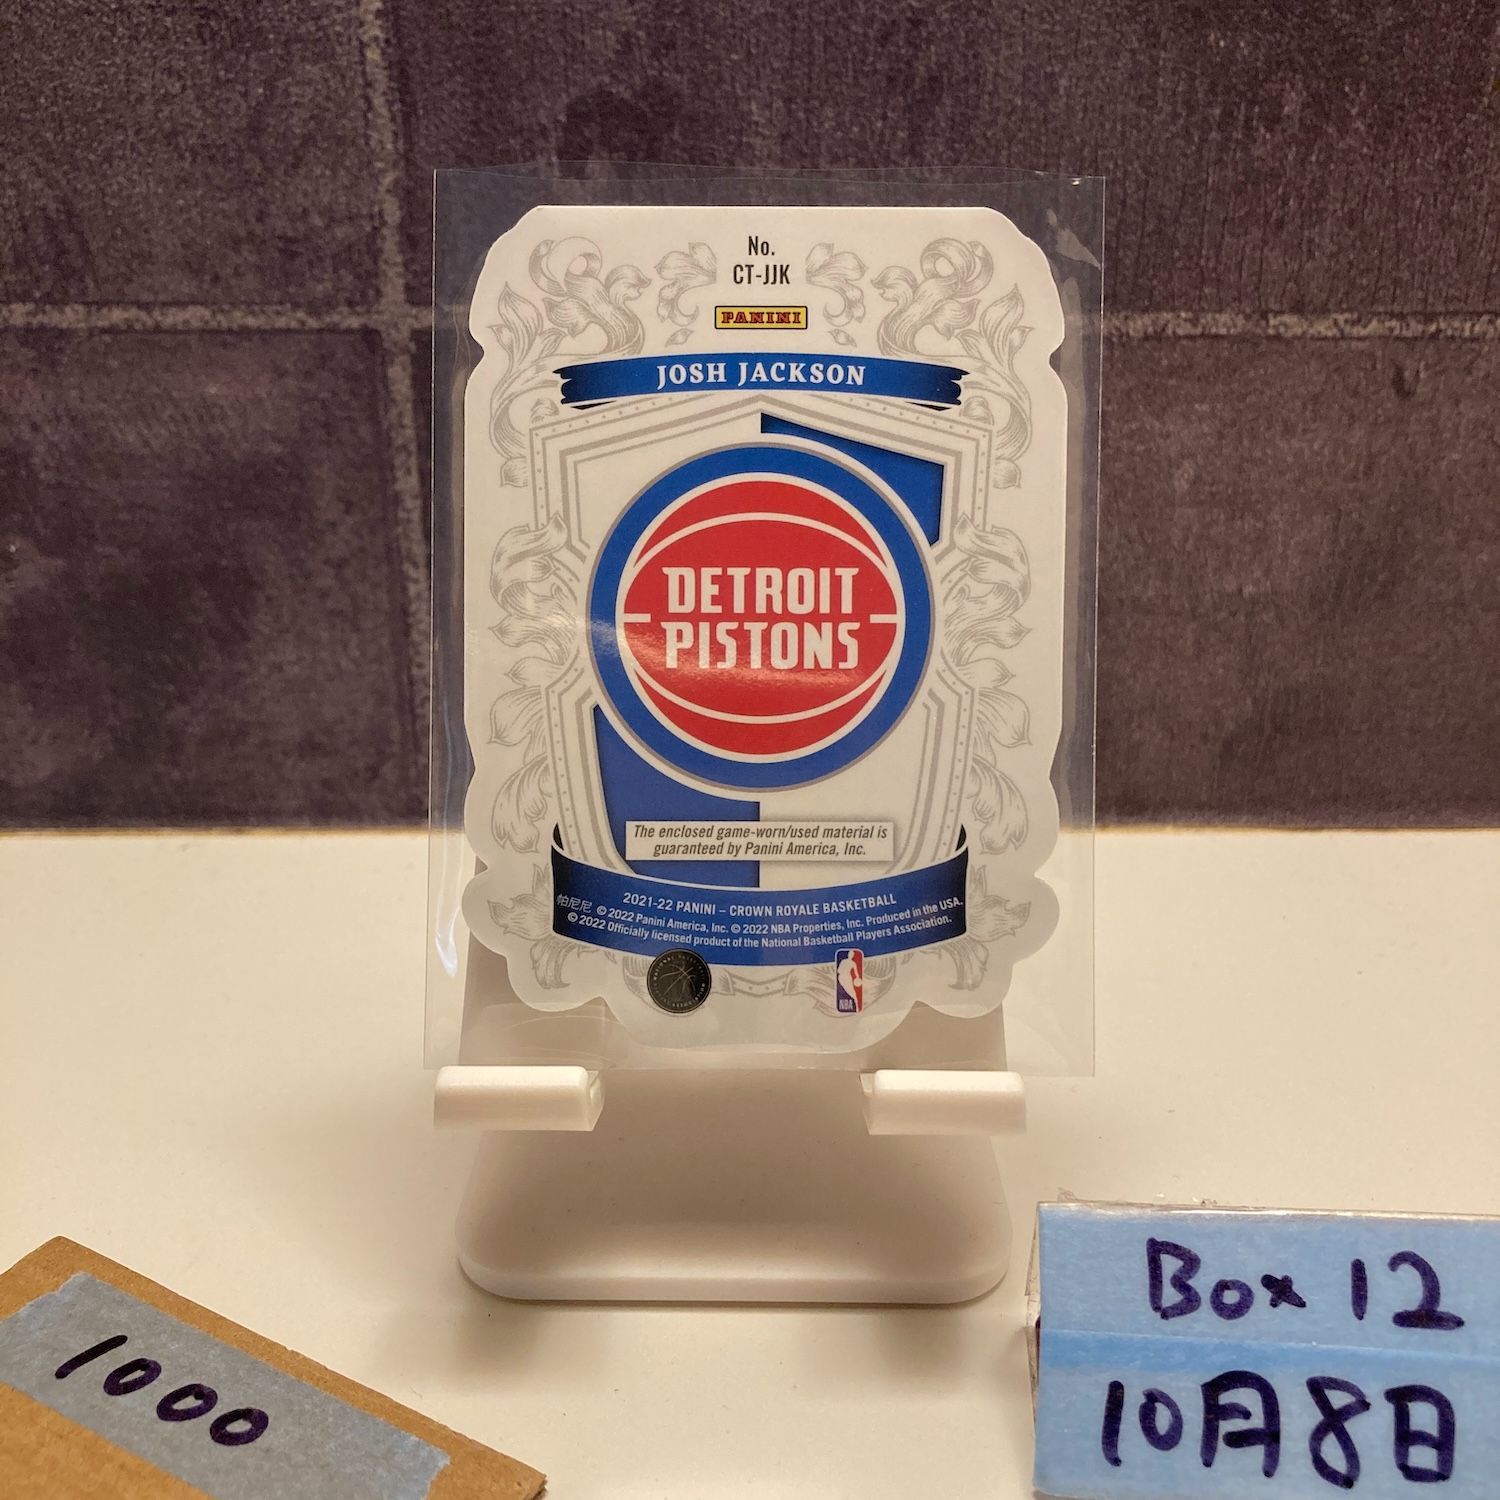 No.
CT-JJK
PANINI
JOSH JACKSON
DETROIT
PISTONS
The enclosed game-worn/used material is
guaranteed by Panini America, Inc.
2021-22 PANINI – CROWN ROYALE BASKETBALL
帕尼尼 © 2022 Panini America, Inc. © 2022 NBA Properties, Inc. Produced in the USA.
© 2022 Officially licensed product of the National Basketball Players Association.
NBA
1000
Box 12
10月8日